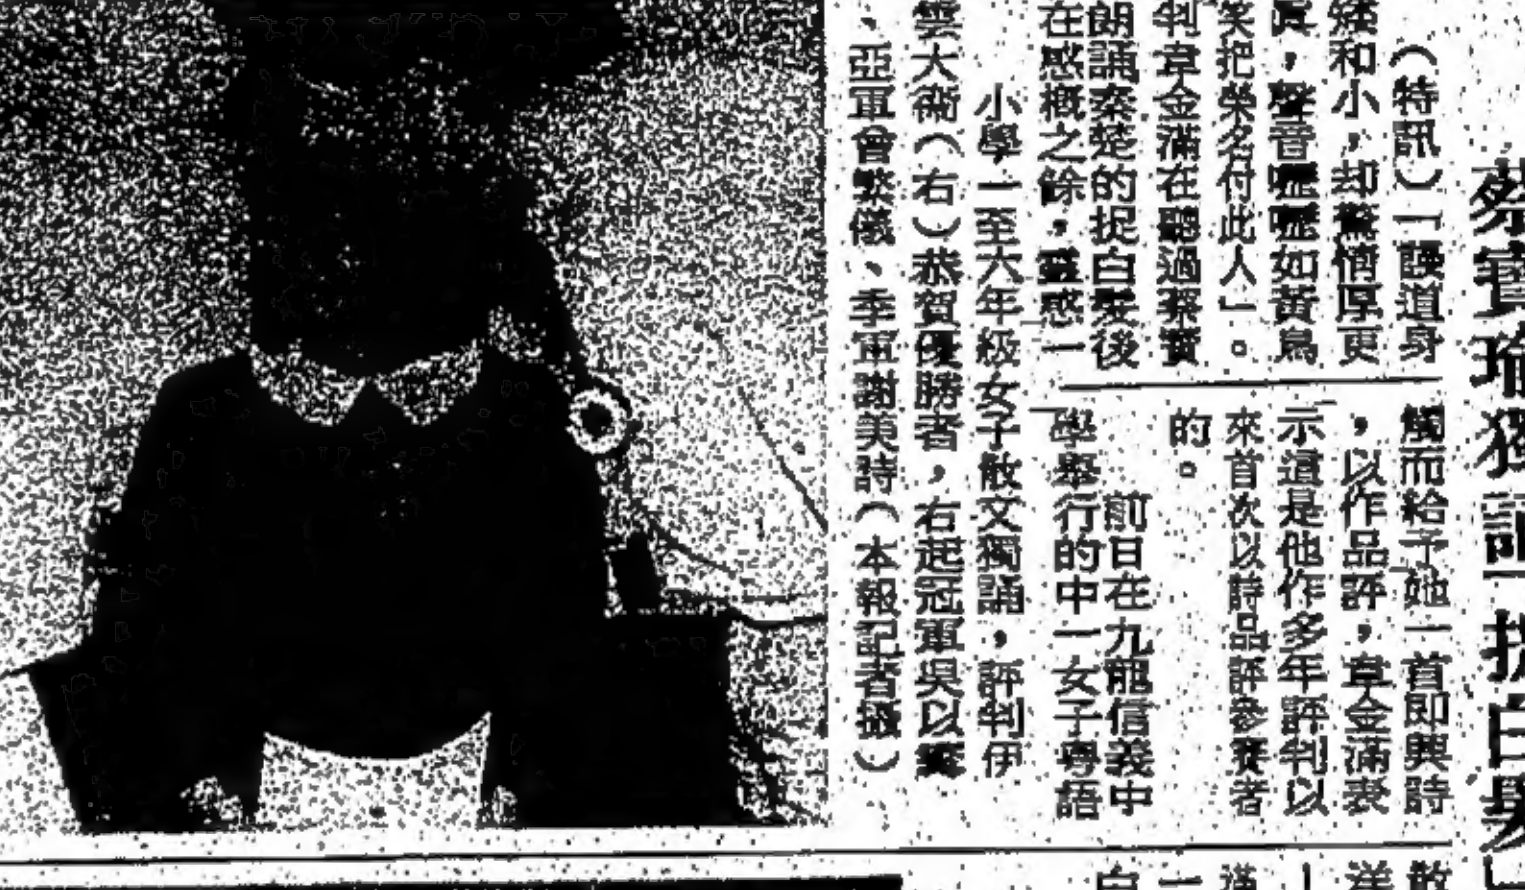 蔡寶瑜獨誦「捉白
（特訊）「諛道身
矮和小，却驚情厚更
眞，聲音嚦嚦如黃鳥
笑把榮名付此人」。
判韋金滿在聽過蔡寶
朗誦秦楚的捉白髮後
在感概之餘，靈感一
觸而給予她一首即興詩
，以作品評，韋金滿表
示這是他作多年評判以
來首次以詩品評參賽者
的。
前日在九龍信義中
學舉行的中一女子粵語
小學一至六年級女子散文獨誦，評判伊
雲大衞（右）恭賀優勝者，右起冠軍吳以
、亞軍曾繁儀、季軍謝美詩（本報記者攝）